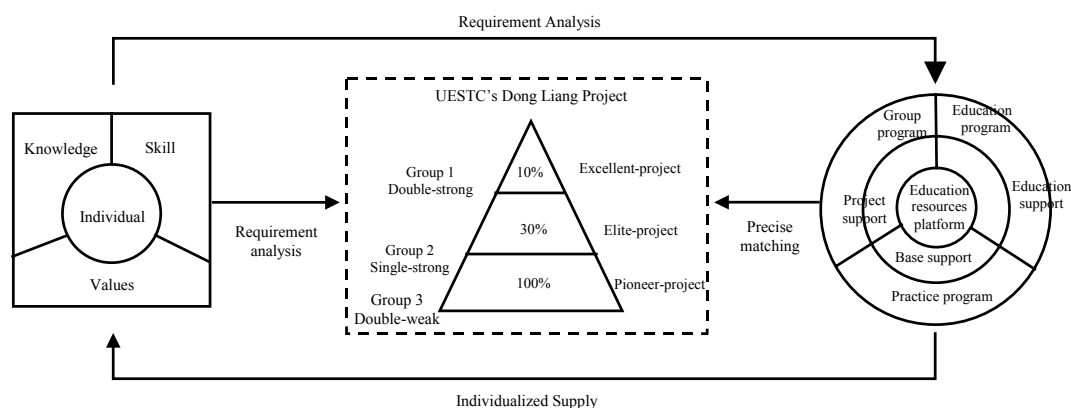 Requirement Analysis
Knowledge
Skill
Individual
Values
Requirement
analysis
UESTC's Dong Liang Project
Group 1
Double-strong
10%
Excellent-project
Group 2
Single-strong
30%
Elite-project
Group 3
Double-weak
100%
Pioneer-project
Precise
matching
Group
program
Education
program
Project
support
Education
resources
platform
Education
support
Base support
Practice program
Individualized Supply